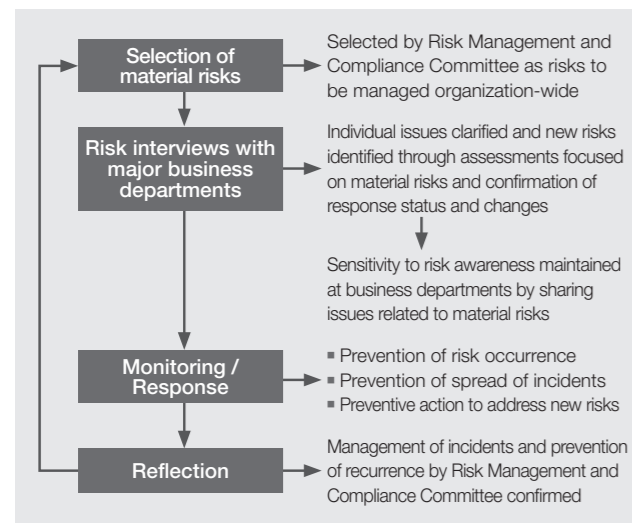 Selection of
material risks
Selected by Risk Management and
Compliance Committee as risks to
be managed organization-wide
Risk interviews with
major business
departments
Individual issues clarified and new risks
identified through assessments focused
on material risks and confirmation of
response status and changes
Sensitivity to risk awareness maintained
at business departments by sharing
issues related to material risks
Monitoring /
Response
▪ Prevention of risk occurrence
▪ Prevention of spread of incidents
▪ Preventive action to address new risks
Reflection
Management of incidents and prevention
of recurrence by Risk Management and
Compliance Committee confirmed